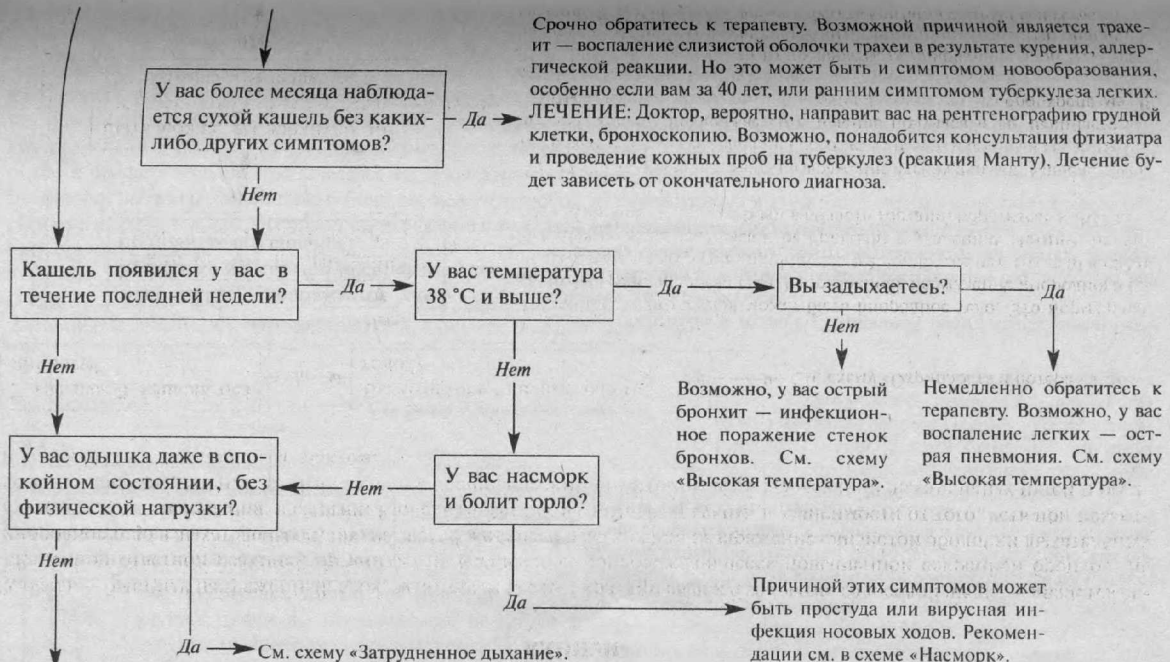 Срочно обратитесь к терапевту. Возможной причиной является трахе-
ит — воспаление слизистой оболочки трахеи в результате курения, аллер-
гической реакции. Но это может быть и симптомом новообразования,
особенно если вам за 40 лет, или ранним симптомом туберкулеза легких.
ЛЕЧЕНИЕ: Доктор, вероятно, направит вас на рентгенографию грудной
клетки, бронхоскопию. Возможно, понадобится консультация фтизиатра
и проведение кожных проб на туберкулез (реакция Манту). Лечение бу-
дет зависеть от окончательного диагноза.
У вас более месяца наблюда-
ется сухой кашель без каких-
либо других симптомов?
Да
Нет
Кашель появился у вас в
течение последней недели?
Да
У вас температура
38 °C и выше?
Да
Вы задыхаетесь?
Да
Нет
Нет
Нет
Возможно, у вас острый
бронхит — инфекцион-
ное поражение стенок
бронхов. См. схему
«Высокая температура».
Немедленно обратитесь к
терапевту. Возможно, у вас
воспаление легких — ост-
рая пневмония. См. схему
«Высокая температура».
У вас одышка даже в спо-
койном состоянии, без
физической нагрузки?
Нет
У вас насморк
и болит горло?
Нет
Да
Причиной этих симптомов может
быть простуда или вирусная ин-
фекция носовых ходов. Рекомен-
дации см. в схеме «Насморк».
Да
См. схему «Затрудненное дыхание».